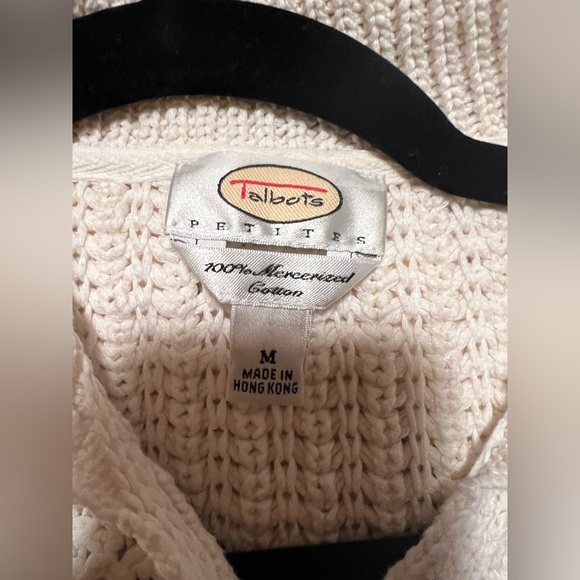 Talbots
PETITES
100% Mercerized
Cotton
M
MADE IN
HONG KONG